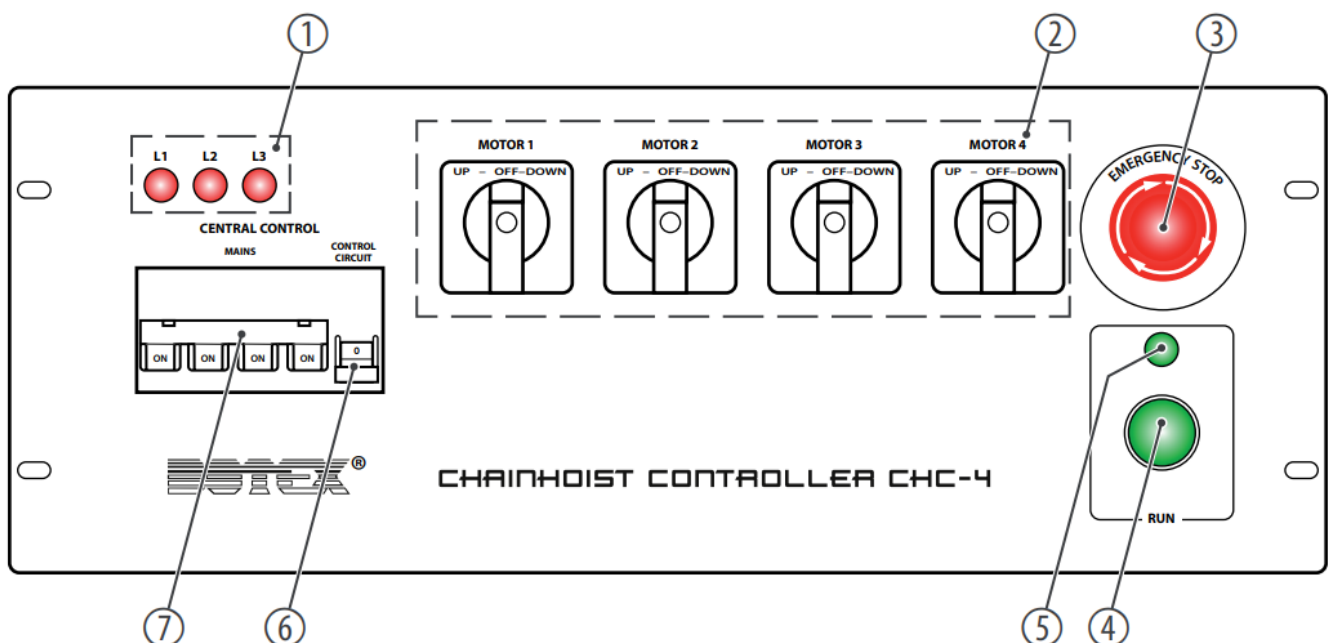 1 2 3
L1 L2 L3
CENTRAL CONTROL
MAINS
CONTROL
CIRCUIT
ON ON ON ON
0
MOTOR 1 MOTOR 2 MOTOR 3 MOTOR 4
UP – OFF–DOWN UP – OFF–DOWN UP – OFF–DOWN UP – OFF–DOWN
EMERGENCY STOP
BOTEX®
CHAINHOIST CONTROLLER CHC-4
RUN
7 6 5 4